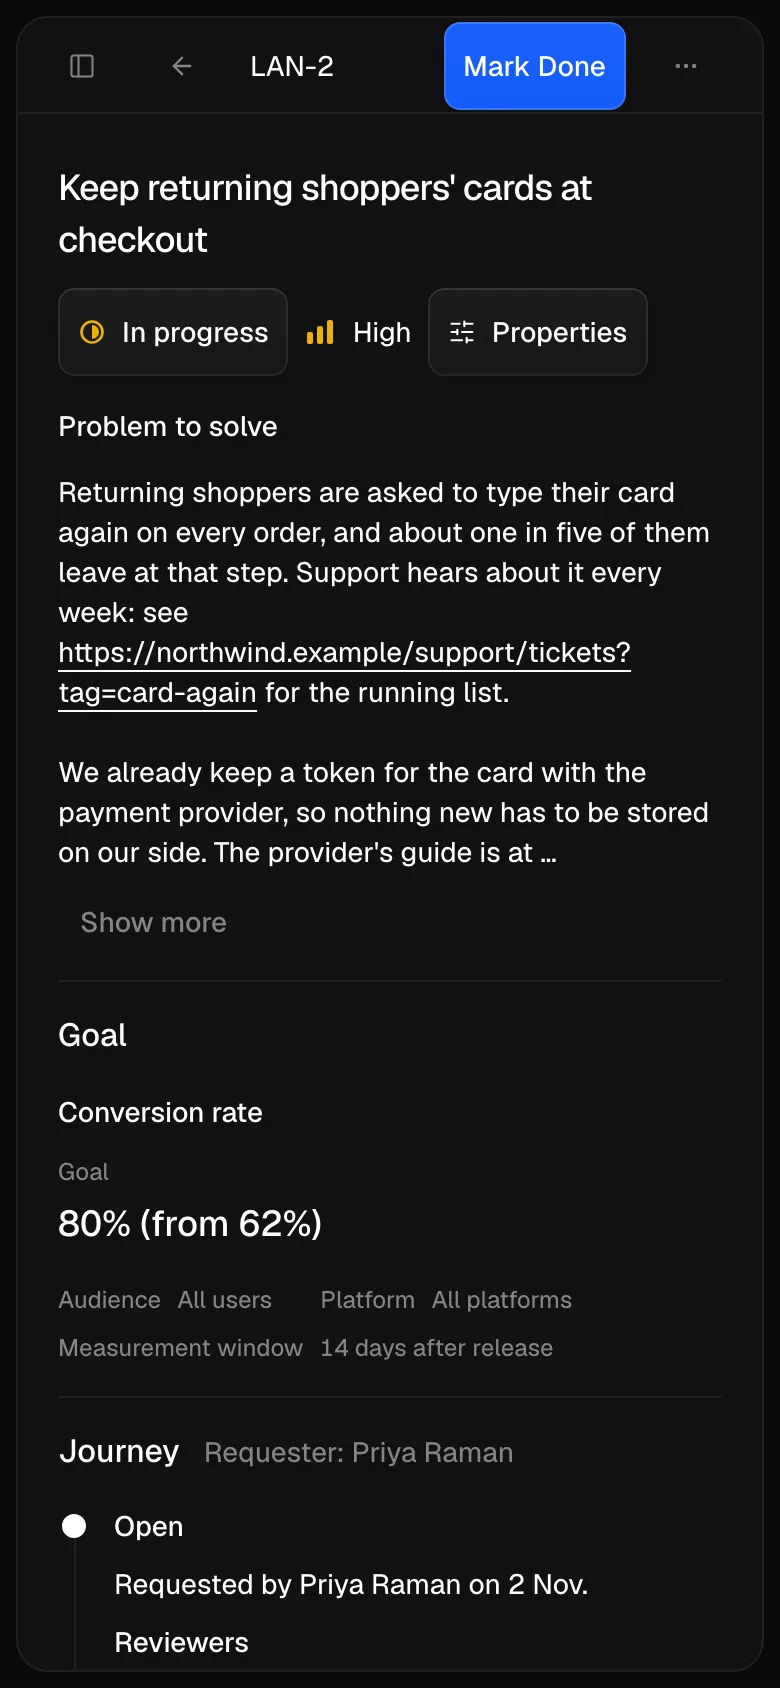 LAN-2
Mark Done
Keep returning shoppers' cards at
checkout
In progress
High
Properties
Problem to solve
Returning shoppers are asked to type their card
again on every order, and about one in five of them
leave at that step. Support hears about it every
week: see
https://northwind.example/support/tickets?
tag=card-again for the running list.
We already keep a token for the card with the
payment provider, so nothing new has to be stored
on our side. The provider's guide is at ...
Show more
Goal
Conversion rate
Goal
80% (from 62%)
Audience All users Platform All platforms
Measurement window 14 days after release
Journey Requester: Priya Raman
Open
Requested by Priya Raman on 2 Nov.
Reviewers